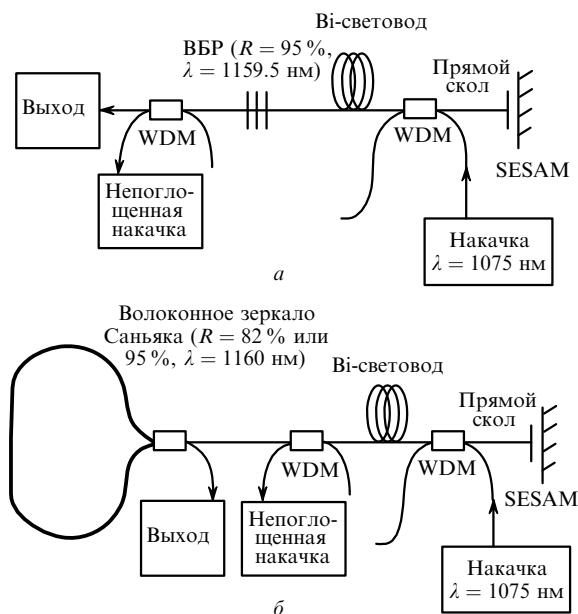 Bi-световод
ВБР (R = 95 %,
λ = 1159.5 нм)
Прямой
скол
Выход
WDM
WDM
SESAM
Непогло-
щенная
накачка
Накачка
λ = 1075 нм
а
Волоконное зеркало
Саньяка (R = 82 % или
95 %, λ = 1160 нм)
Bi-световод
Прямой
скол
WDM
WDM
SESAM
Выход
Непогло-
щенная
накачка
Накачка
λ = 1075 нм
б